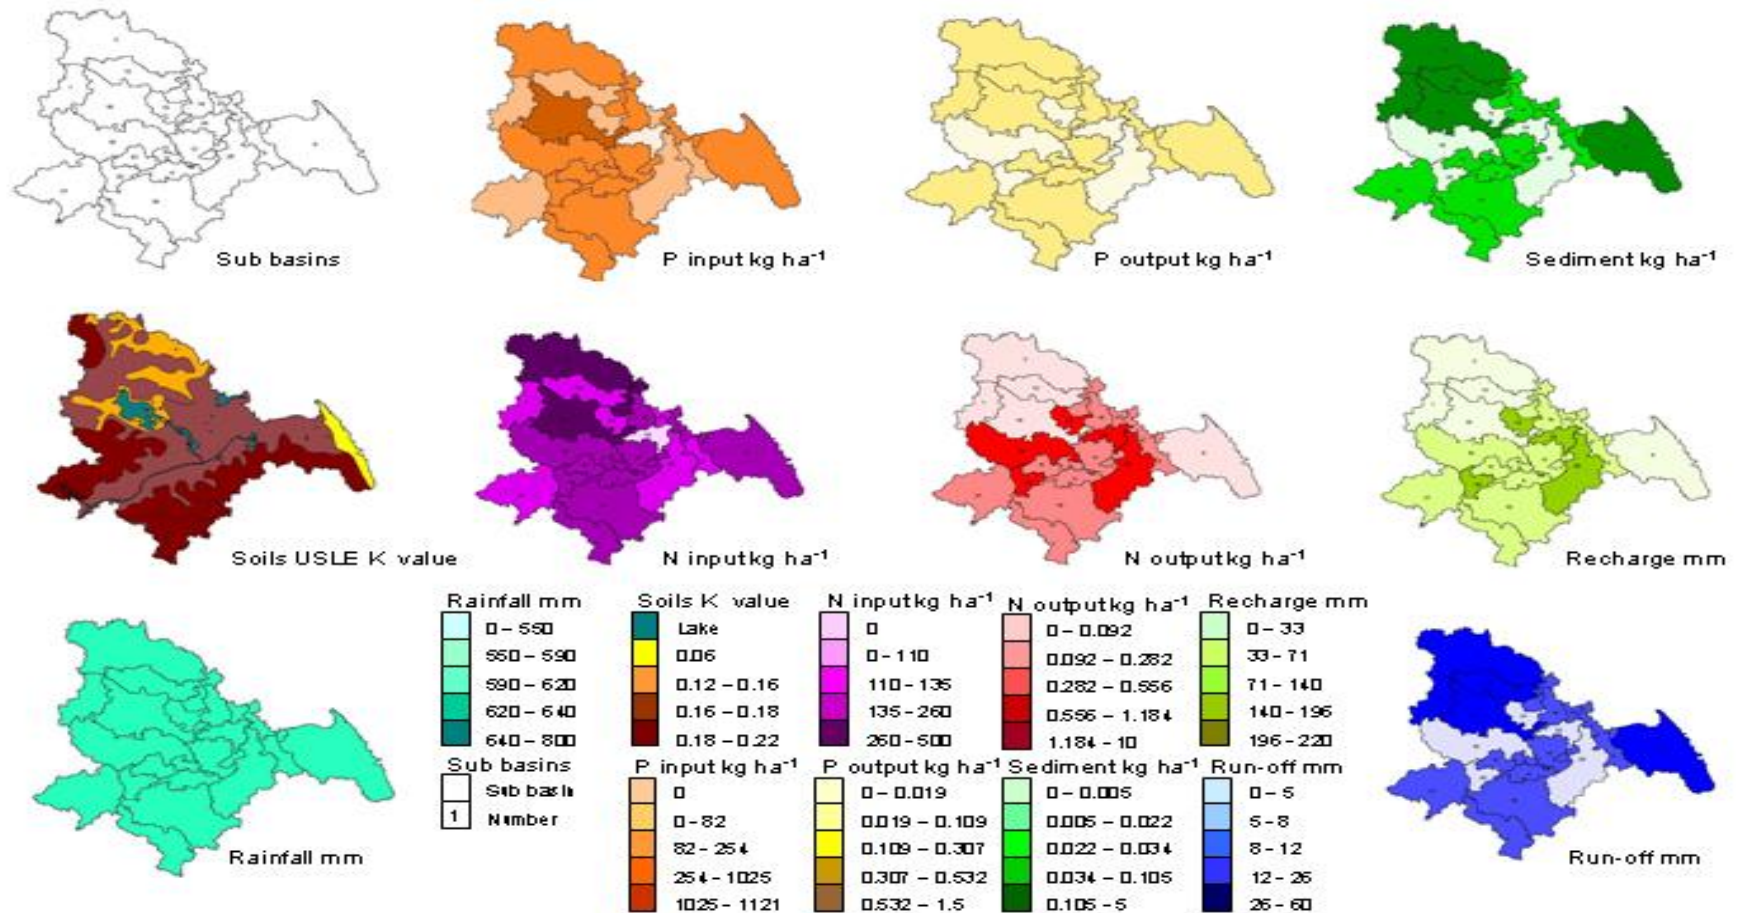 Sub basins
P input kg ha⁻¹
P output kg ha⁻¹
Sediment kg ha⁻¹
Soils USLE K value
N input kg ha⁻¹
N output kg ha⁻¹
Recharge mm
Rainfall mm
Run-off mm
Rainfall mm
0 – 550
550 – 590
590 – 620
620 – 640
640 – 800
Sub basins
Sub basin
1 Number
Soils K value
Lake
0.06
0.12 – 0.16
0.16 – 0.18
0.18 – 0.22
P input kg ha⁻¹
0
0 – 82
82 – 254
254 – 1025
1025 – 1121
N input kg ha⁻¹
0
0 – 110
110 – 135
135 – 260
260 – 500
P output kg ha⁻¹
0 – 0.019
0.019 – 0.109
0.109 – 0.307
0.307 – 0.532
0.532 – 1.5
N output kg ha⁻¹
0 – 0.092
0.092 – 0.282
0.282 – 0.556
0.556 – 1.184
1.184 – 10
Sediment kg ha⁻¹
0 – 0.005
0.005 – 0.022
0.022 – 0.034
0.034 – 0.105
0.105 – 5
Recharge mm
0 – 33
33 – 71
71 – 140
140 – 196
196 – 220
Run-off mm
0 – 5
5 – 8
8 – 12
12 – 26
26 – 60